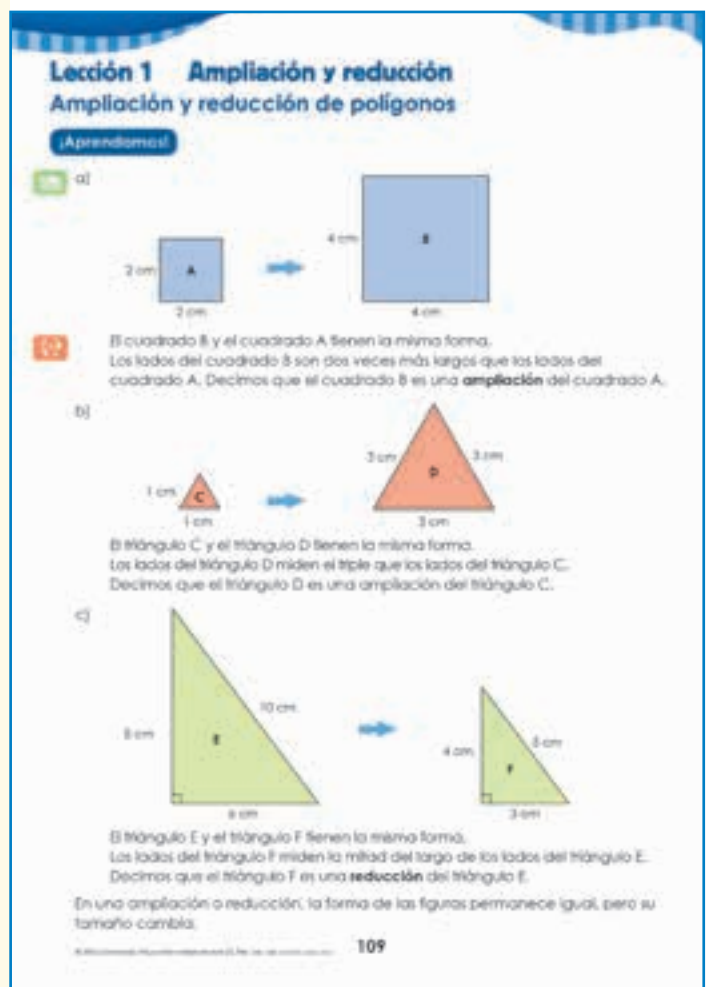 Lección 1 Ampliación y reducción
Ampliación y reducción de polígonos
¡Aprendamos!
a)
2 cm
A
2 cm
4 cm
B
4 cm
El cuadrado B y el cuadrado A tienen la misma forma.
Los lados del cuadrado B son dos veces más largos que los lados del
cuadrado A. Decimos que el cuadrado B es una ampliación del cuadrado A.
b)
1 cm
C
1 cm
3 cm
D
3 cm
3 cm
El triángulo C y el triángulo D tienen la misma forma.
Los lados del triángulo D miden el triple que los lados del triángulo C.
Decimos que el triángulo D es una ampliación del triángulo C.
c)
8 cm
E
10 cm
6 cm
4 cm
F
5 cm
3 cm
El triángulo E y el triángulo F tienen la misma forma.
Los lados del triángulo F miden la mitad del largo de los lados del triángulo E.
Decimos que el triángulo F es una reducción del triángulo E.
En una ampliación o reducción, la forma de las figuras permanece igual, pero su
tamaño cambia.
109